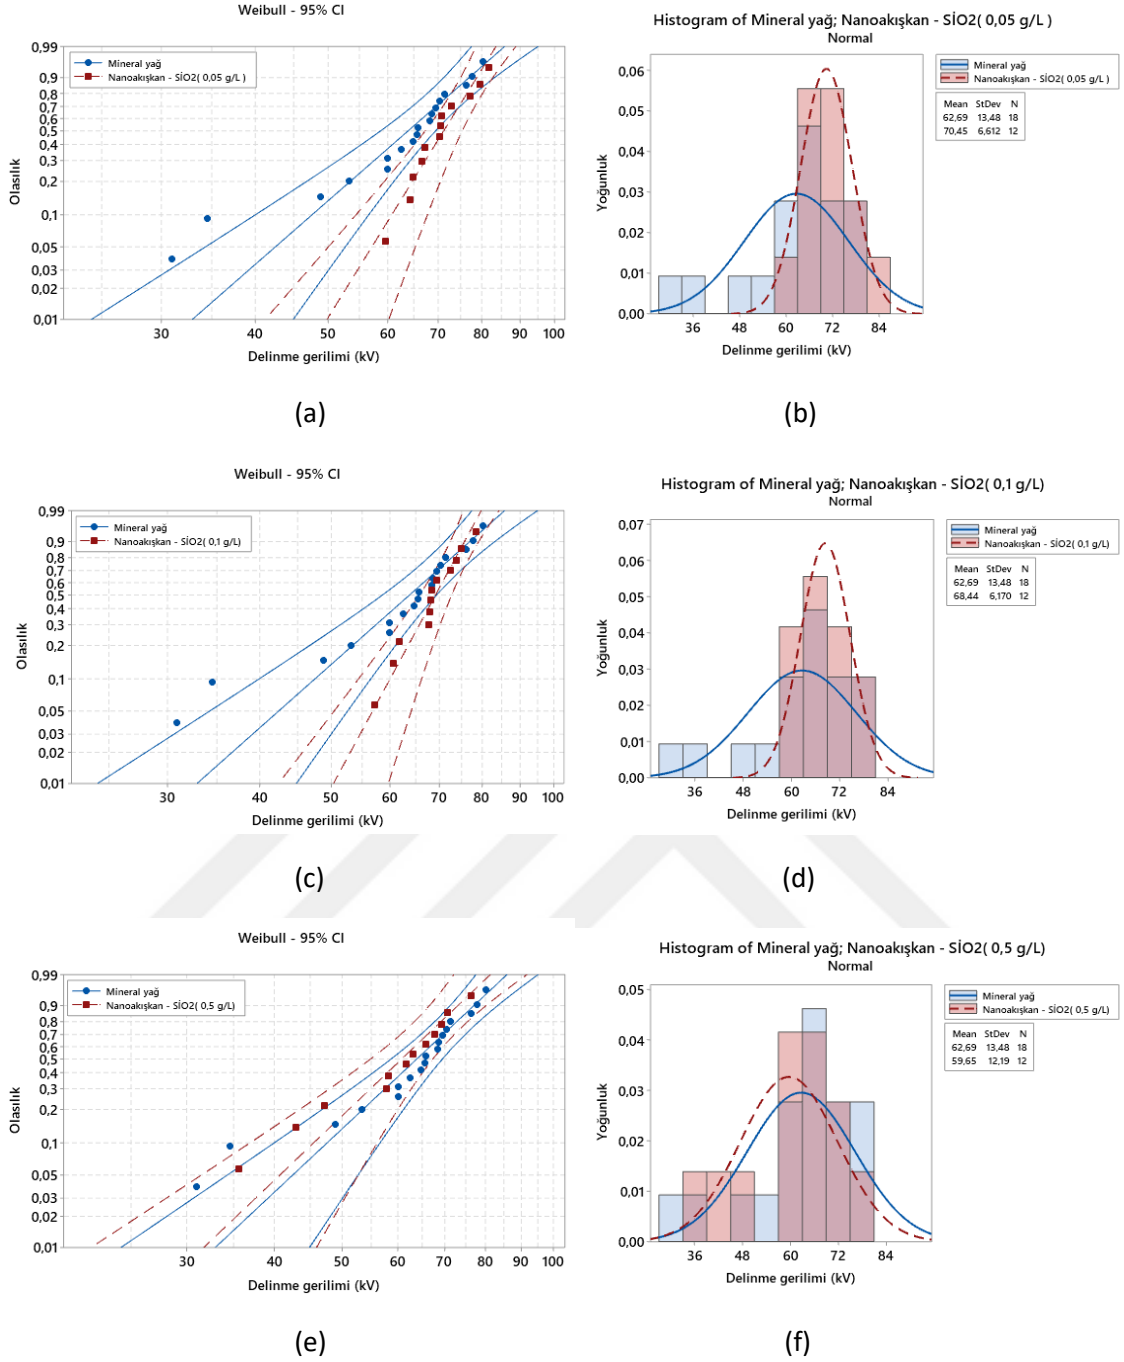 Weibull - 95% CI
0,99
0,9
0,8
0,7
0,6
0,5
0,4
0,3
0,2
0,1
0,05
0,03
0,02
0,01
Olasılık
Mineral yağ
Nanoakışkan - SİO2( 0,05 g/L )
30 40 50 60 70 80 90 100
Delinme gerilimi (kV)
(a)
Histogram of Mineral yağ; Nanoakışkan - SİO2( 0,05 g/L )
Normal
0,06
0,05
0,04
0,03
0,02
0,01
0,00
Yoğunluk
36 48 60 72 84
Delinme gerilimi (kV)
Mineral yağ
Nanoakışkan - SİO2( 0,05 g/L )
Mean StDev N
62,69 13,48 18
70,45 6,612 12
(b)
Weibull - 95% CI
0,99
0,9
0,8
0,7
0,6
0,5
0,4
0,3
0,2
0,1
0,05
0,03
0,02
0,01
Olasılık
Mineral yağ
Nanoakışkan - SİO2( 0,1 g/L)
30 40 50 60 70 80 90 100
Delinme gerilimi (kV)
(c)
Histogram of Mineral yağ; Nanoakışkan - SİO2( 0,1 g/L)
Normal
0,07
0,06
0,05
0,04
0,03
0,02
0,01
0,00
Yoğunluk
36 48 60 72 84
Delinme gerilimi (kV)
Mineral yağ
Nanoakışkan - SİO2( 0,1 g/L)
Mean StDev N
62,69 13,48 18
68,44 6,170 12
(d)
Weibull - 95% CI
0,99
0,9
0,8
0,7
0,6
0,5
0,4
0,3
0,2
0,1
0,05
0,03
0,02
0,01
Olasılık
Mineral yağ
Nanoakışkan - SİO2( 0,5 g/L)
30 40 50 60 70 80 90 100
Delinme gerilimi (kV)
(e)
Histogram of Mineral yağ; Nanoakışkan - SİO2( 0,5 g/L)
Normal
0,05
0,04
0,03
0,02
0,01
0,00
Yoğunluk
36 48 60 72 84
Delinme gerilimi (kV)
Mineral yağ
Nanoakışkan - SİO2( 0,5 g/L)
Mean StDev N
62,69 13,48 18
59,65 12,19 12
(f)